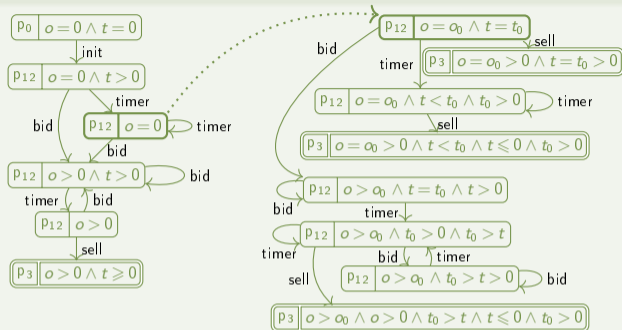 p0 o = 0 ∧ t = 0
init
p12 o = 0 ∧ t > 0
timer
p12 o = 0
timer
bid
bid
p12 o > 0 ∧ t > 0
bid
timer
bid
p12 o > 0
sell
p3 o > 0 ∧ t ⩾ 0
p12 o = o0 ∧ t = t0
sell
bid
timer
p3 o = o0 > 0 ∧ t = t0 > 0
p12 o = o0 ∧ t < t0 ∧ t0 > 0
timer
sell
p3 o = o0 > 0 ∧ t < t0 ∧ t ⩽ 0 ∧ t0 > 0
p12 o > o0 ∧ t = t0 ∧ t > 0
bid
timer
p12 o > o0 ∧ t0 > 0 ∧ t0 > t
timer
bid
timer
sell
p12 o > o0 ∧ t0 > t > 0
bid
p3 o > o0 ∧ o > 0 ∧ t0 > t ∧ t ⩽ 0 ∧ t0 > 0